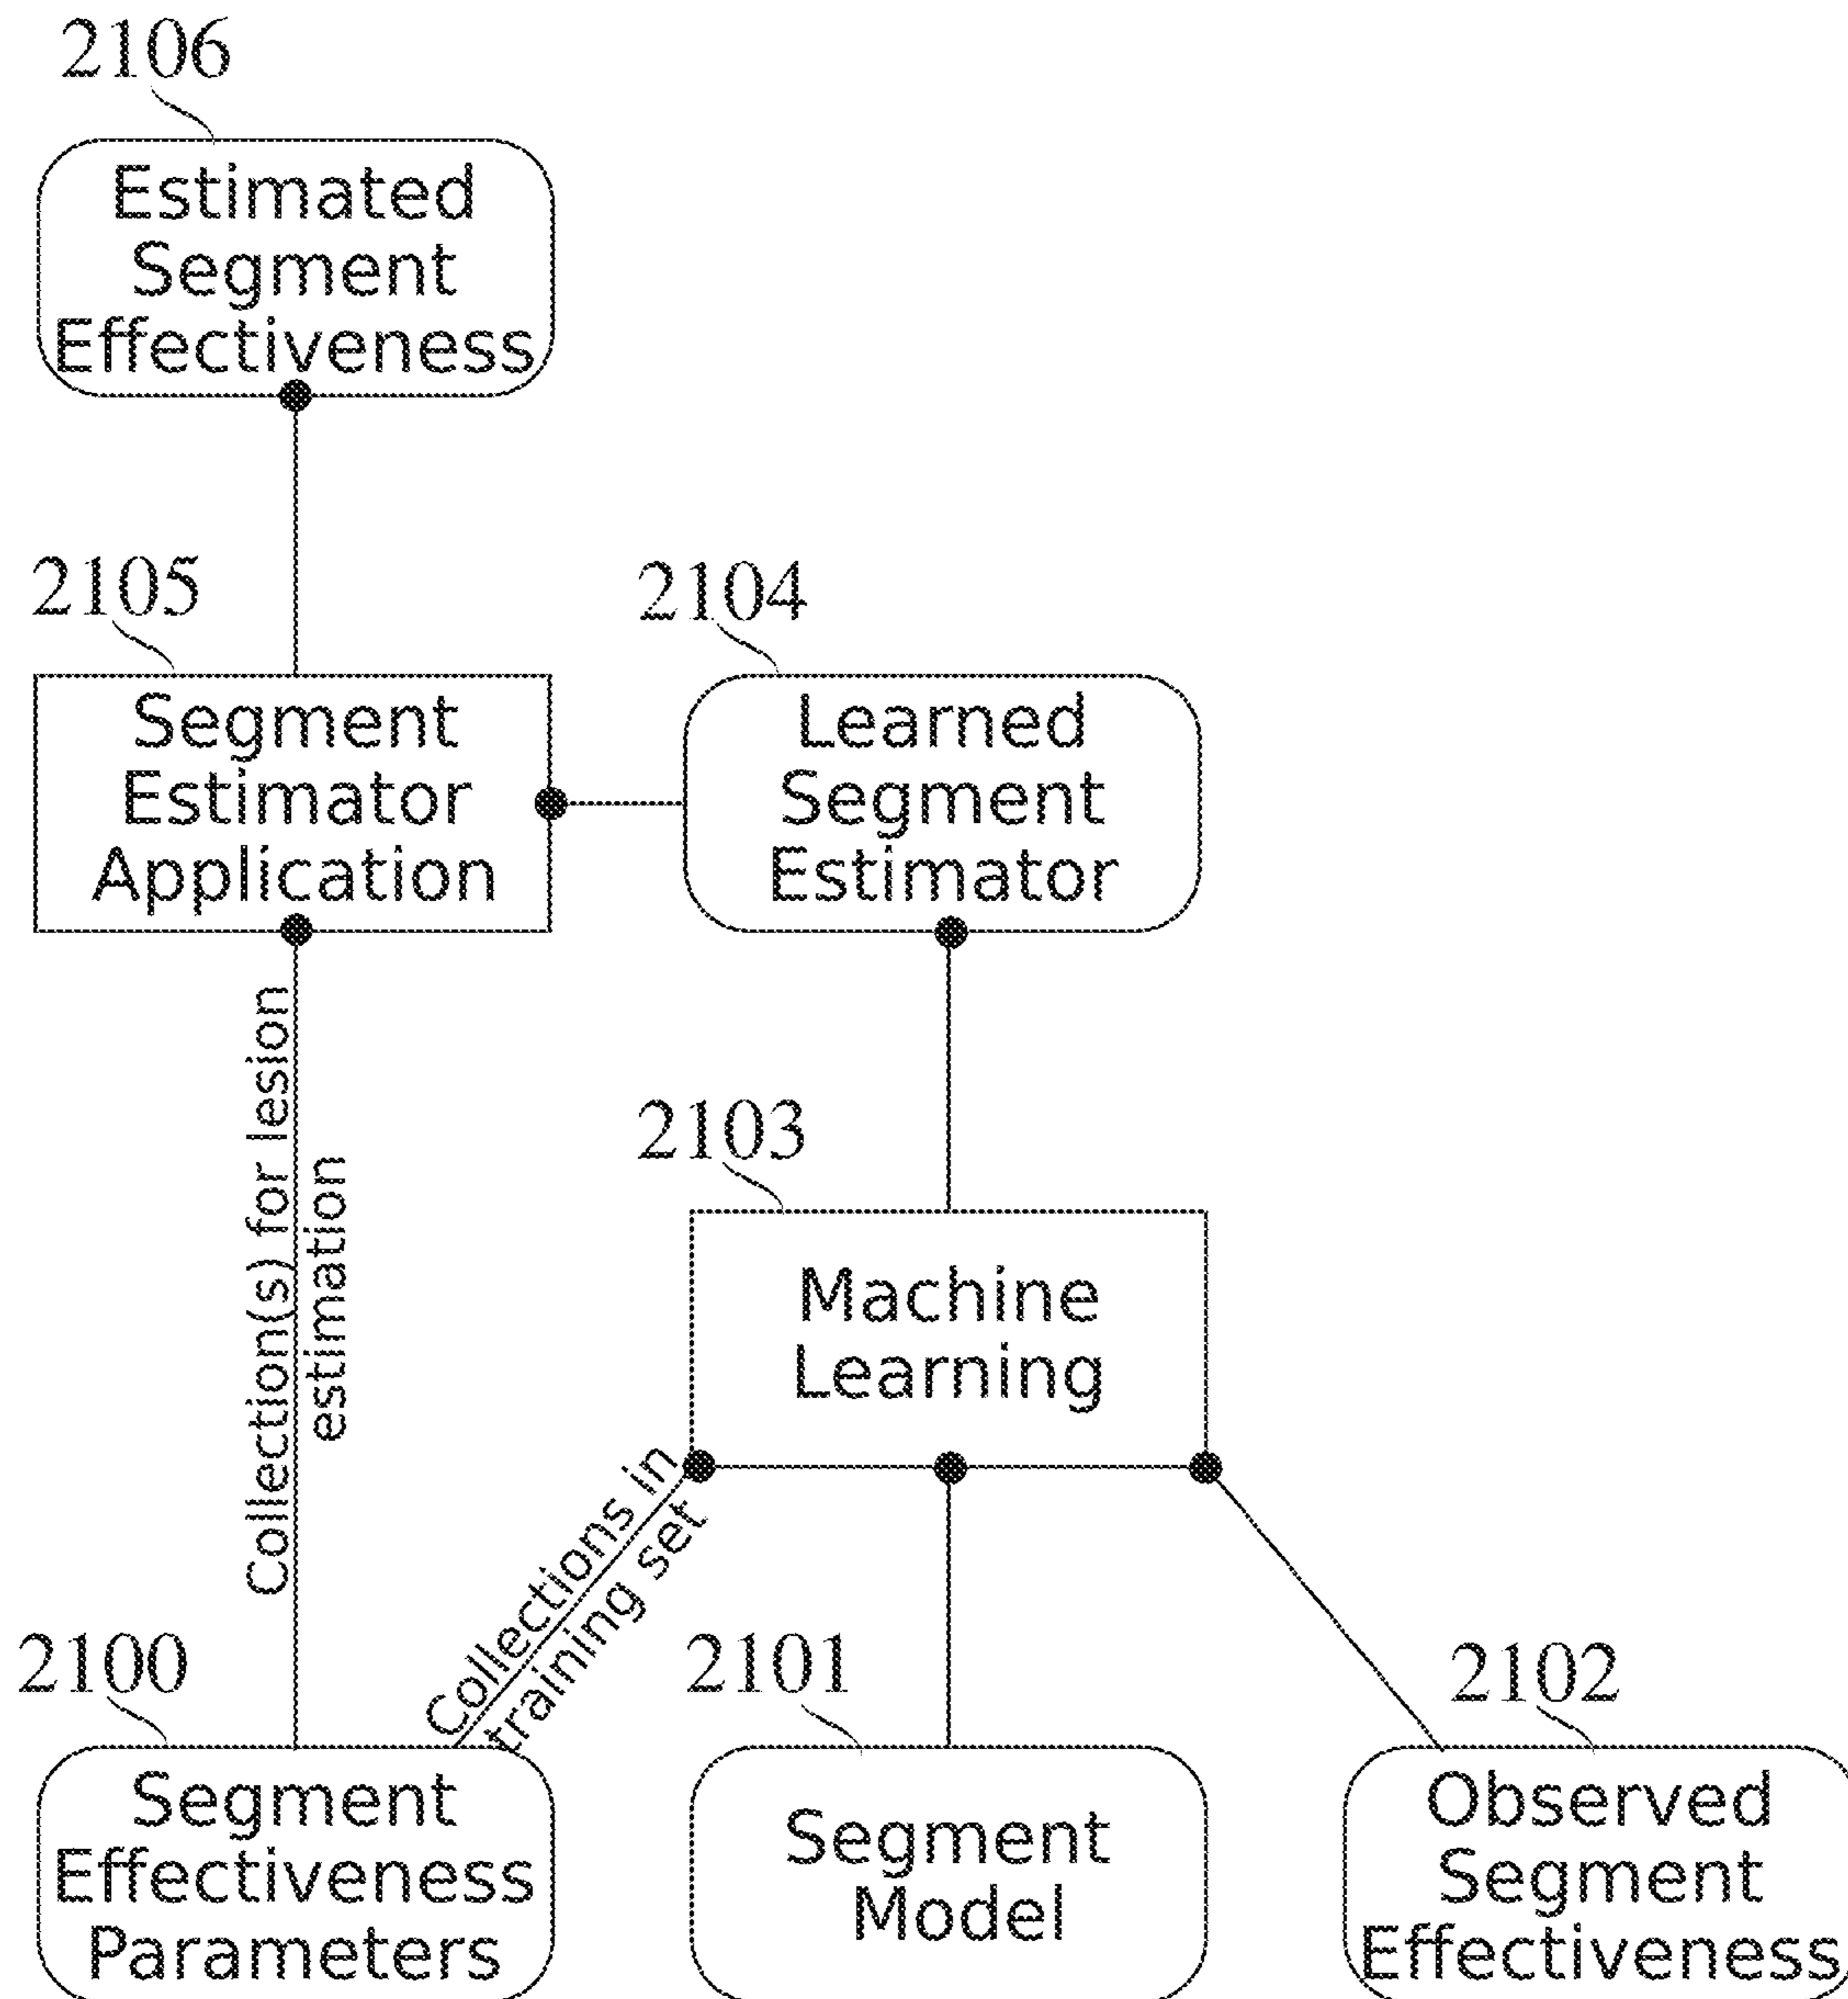 2106
Estimated
Segment
Effectiveness
2105
Segment
Estimator
Application
2104
Learned
Segment
Estimator
Collection(s) for lesion
estimation
2103
Machine
Learning
Collections in
training set
2100
Segment
Effectiveness
Parameters
2101
Segment
Model
2102
Observed
Segment
Effectiveness